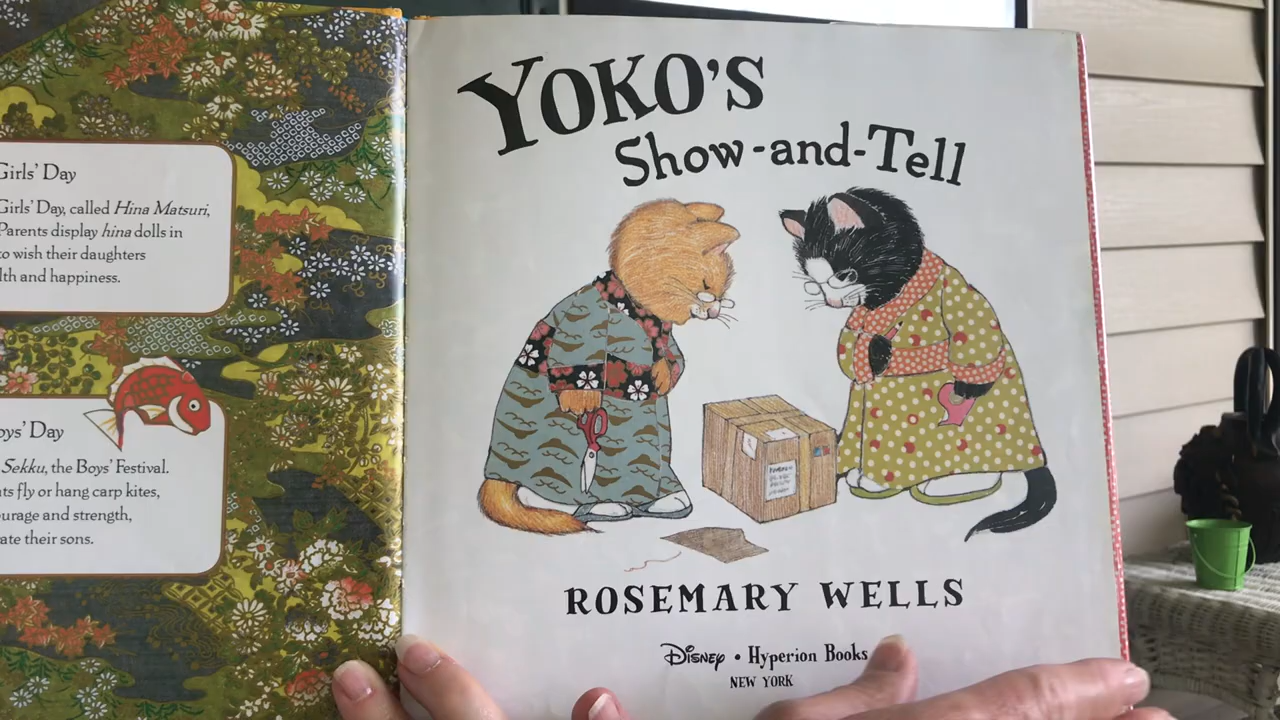 Girls' Day
Girls' Day, called Hina Matsuri,
Parents display hina dolls in
to wish their daughters
lth and happiness.
oys' Day
Sekku, the Boys' Festival.
ts fly or hang carp kites,
ourage and strength,
ate their sons.
YOKO'S
Show-and-Tell
ROSEMARY WELLS
Disney • Hyperion Books
NEW YORK